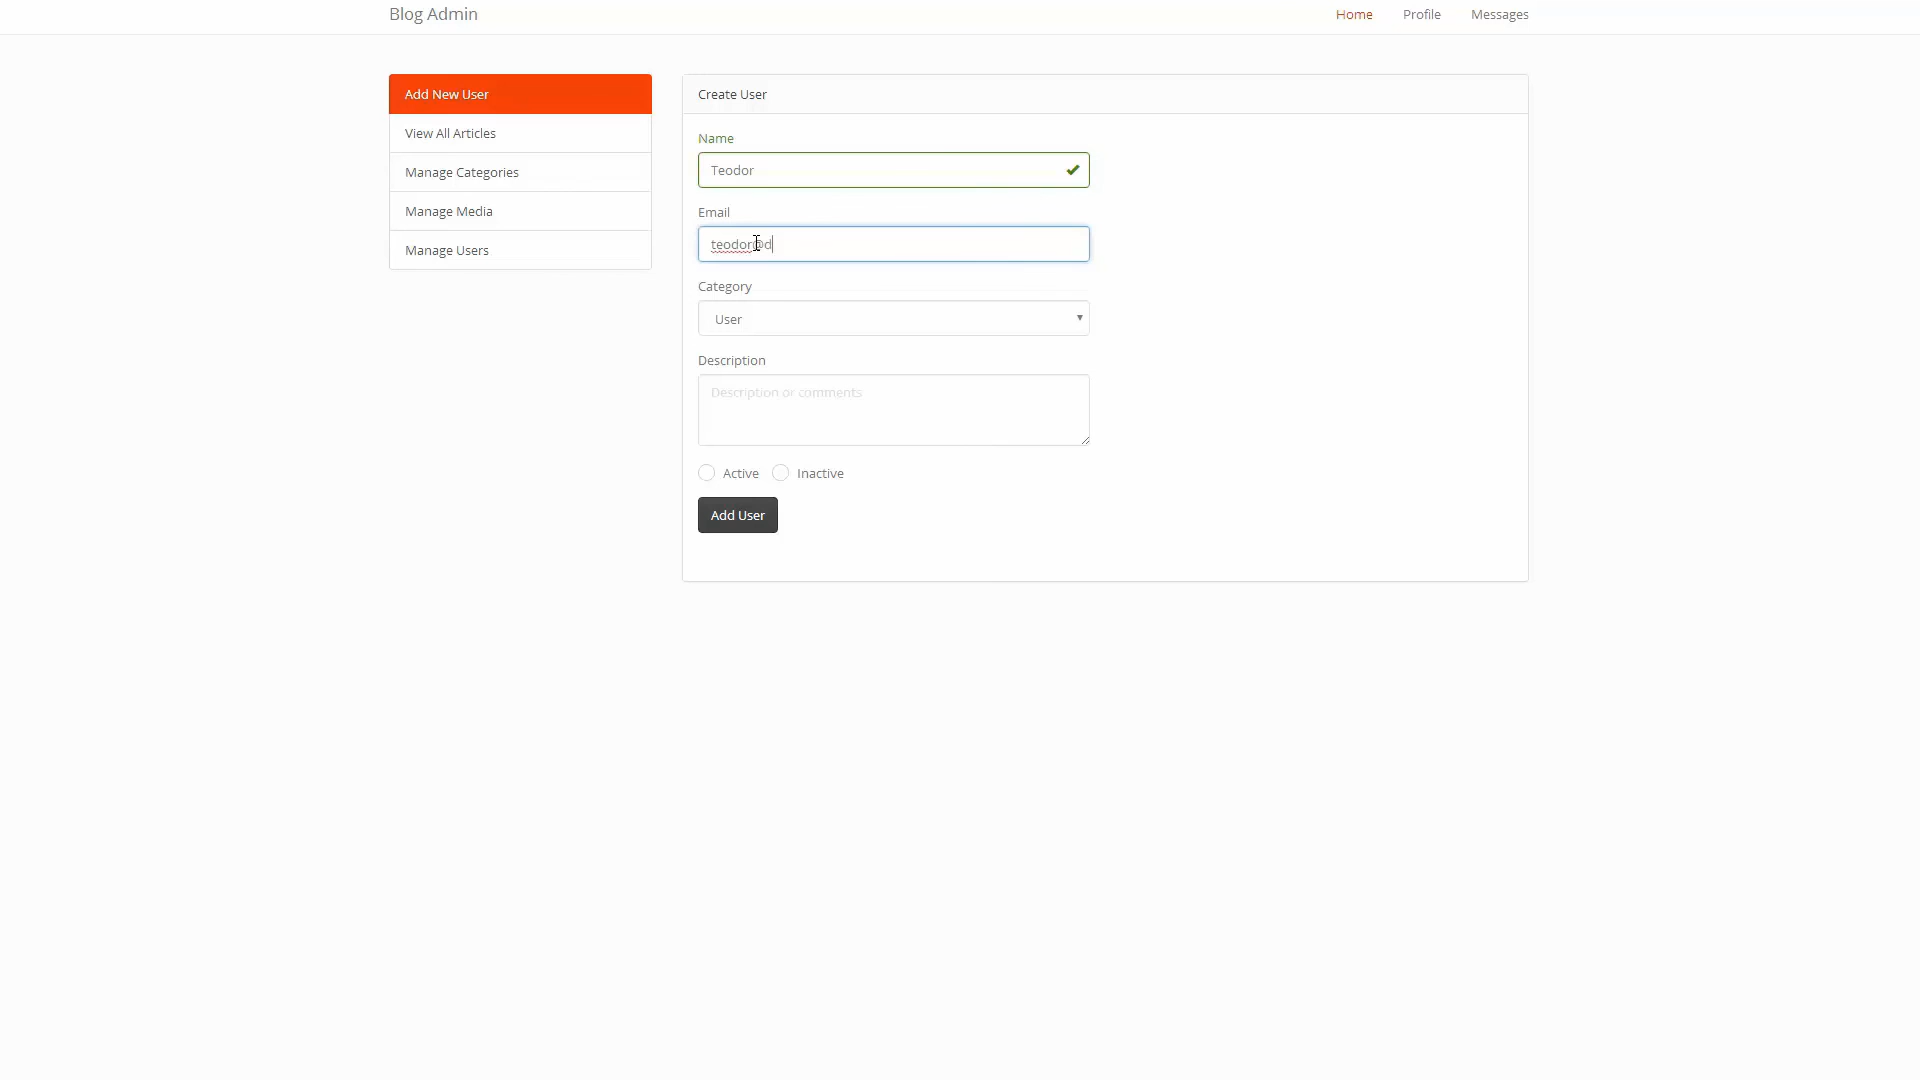 Blog Admin
Home Profile Messages
Add New User
View All Articles
Manage Categories
Manage Media
Manage Users
Create User
Name
Teodor
Email
teodor@d
Category
User
Description
Description or comments
Active Inactive
Add User